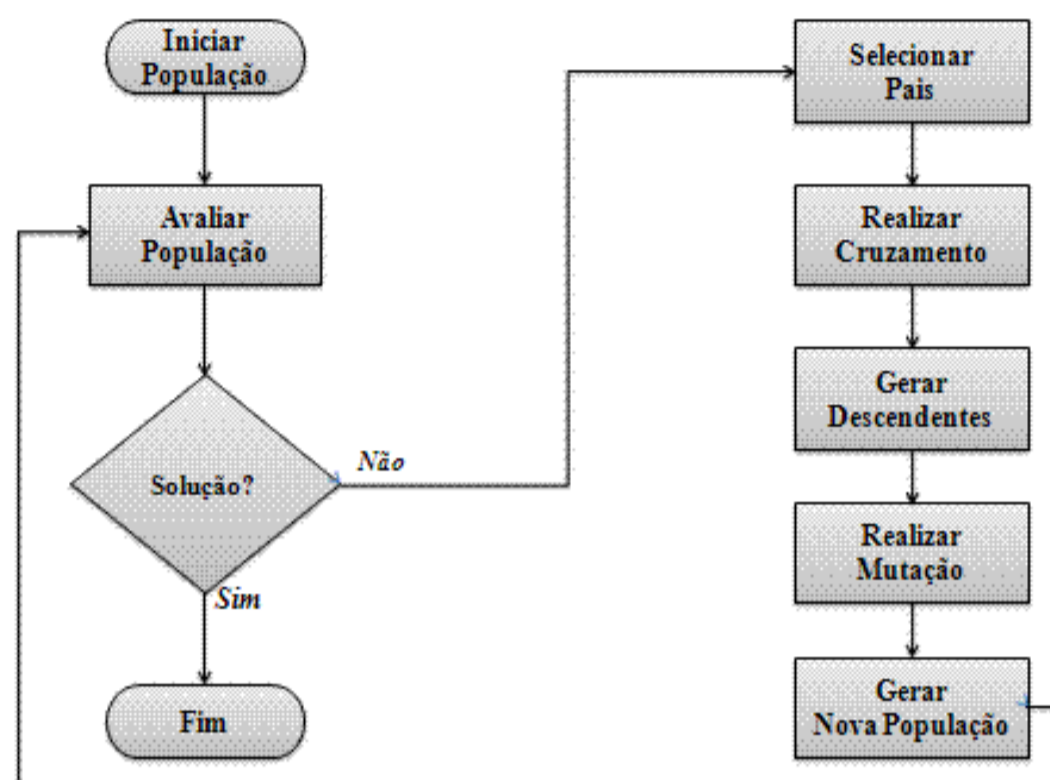 Iniciar
População
Avaliar
População
Solução?
Não
Sim
Fim
Selecionar
Pais
Realizar
Cruzamento
Gerar
Descendentes
Realizar
Mutação
Gerar
Nova População